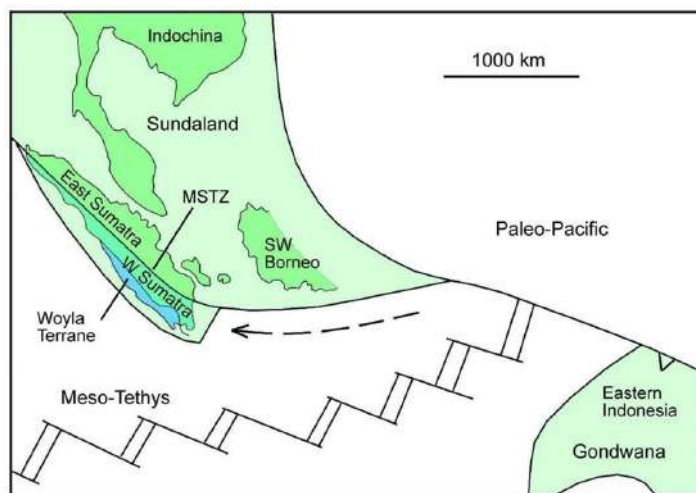 Indochina
1000 km
Sundaland
East Sumatra
MSTZ
SW
Borneo
Paleo-Pacific
W Sumatra
Woyla
Terrane
Meso-Tethys
Eastern
Indonesia
Gondwana